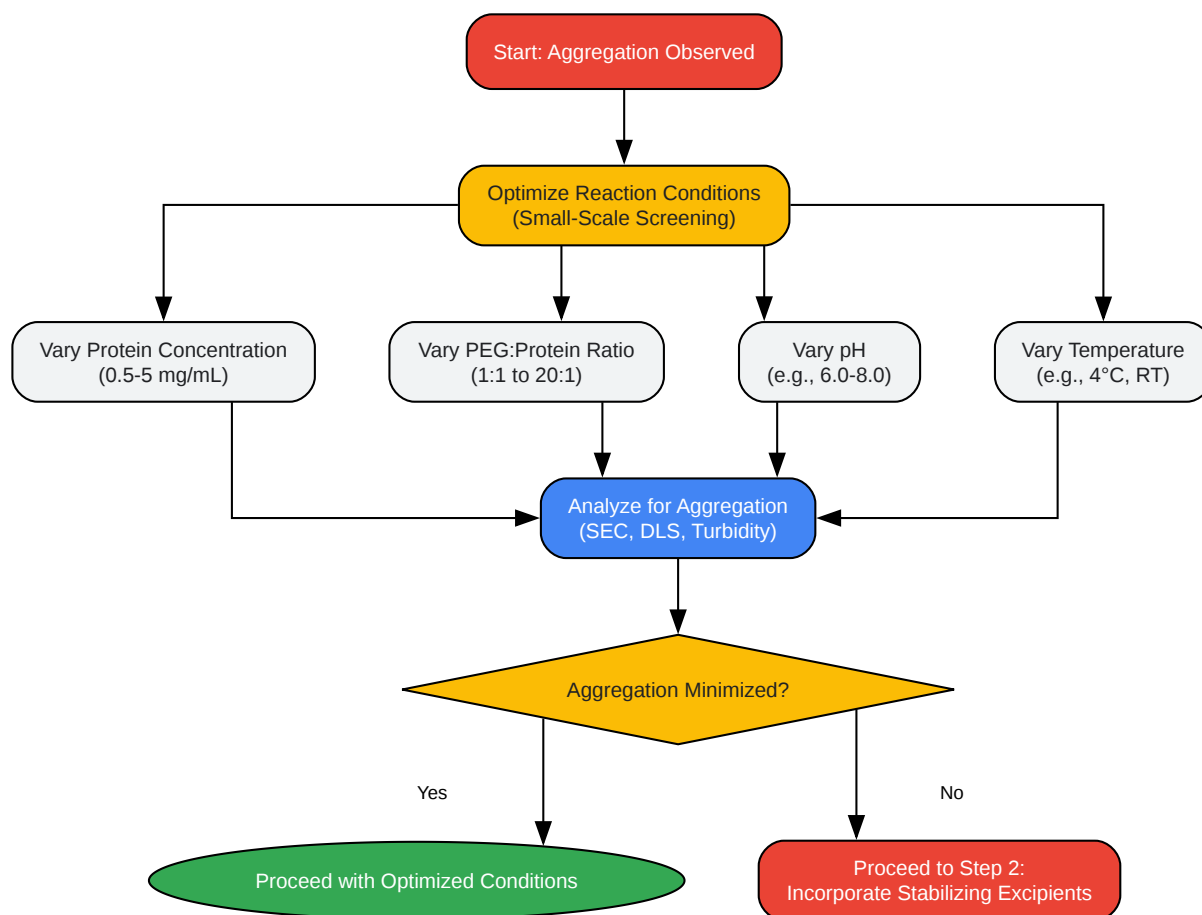 Start: Aggregation Observed
Optimize Reaction Conditions
(Small-Scale Screening)
Vary Protein Concentration
(0.5-5 mg/mL)
Vary PEG:Protein Ratio
(1:1 to 20:1)
Vary pH
(e.g., 6.0-8.0)
Vary Temperature
(e.g., 4°C, RT)
Analyze for Aggregation
(SEC, DLS, Turbidity)
Aggregation Minimized?
Yes
No
Proceed with Optimized Conditions
Proceed to Step 2:
Incorporate Stabilizing Excipients